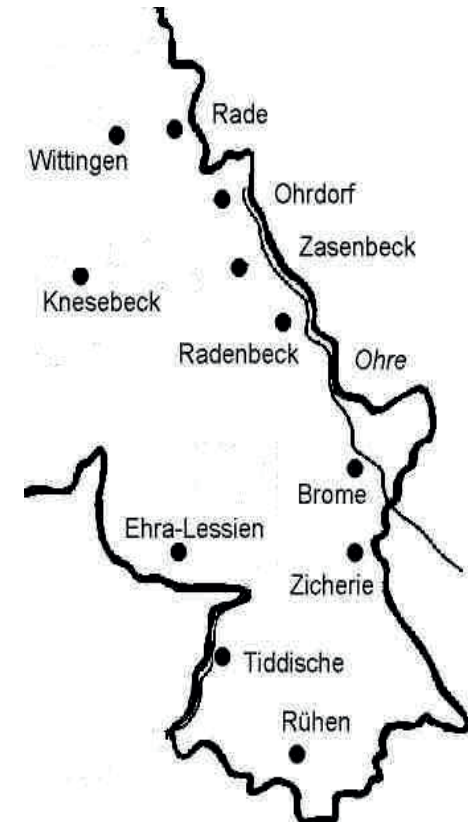 Rade
Wittingen
Ohrdorf
Zasenbeck
Knesebeck
Radenbeck
Ohre
Brome
Ehra-Lessien
Zicherie
Tiddische
Rühen